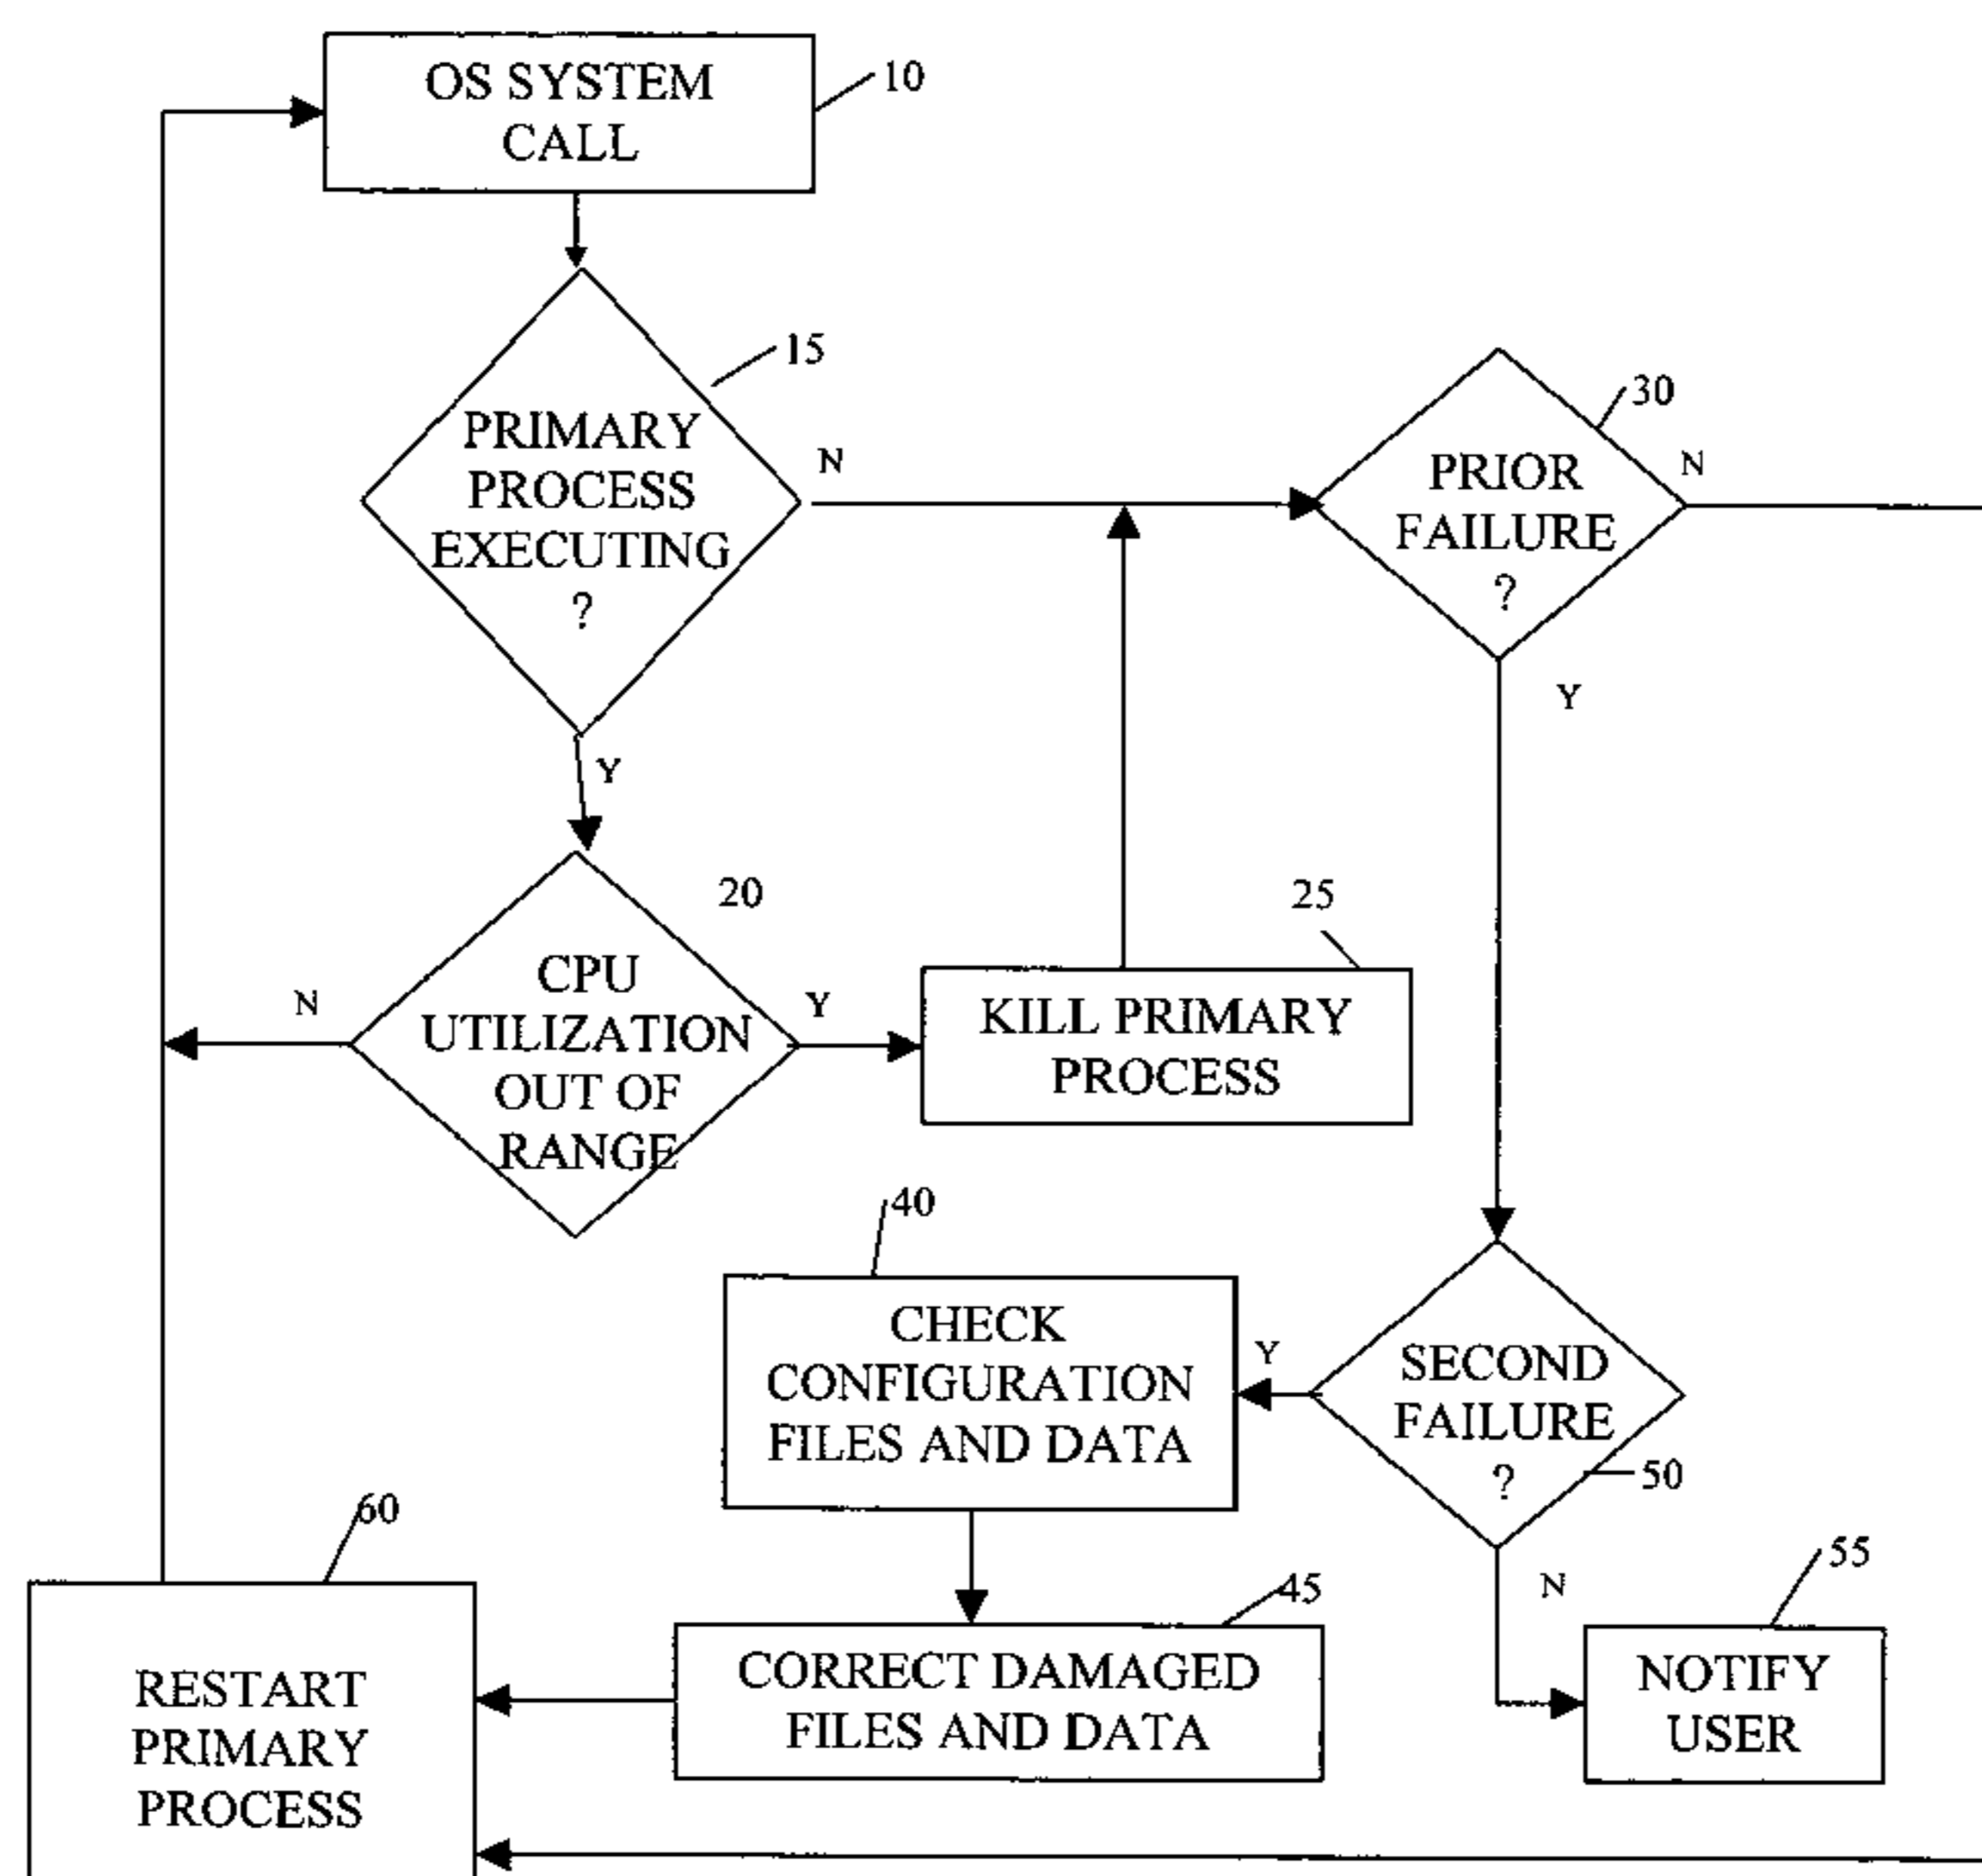 OS SYSTEM
CALL
10
15
PRIMARY
PROCESS
EXECUTING
?
N
Y
30
PRIOR
FAILURE
?
N
Y
20
CPU
UTILIZATION
OUT OF
RANGE
N
Y
25
KILL PRIMARY
PROCESS
40
CHECK
CONFIGURATION
FILES AND DATA
Y
SECOND
FAILURE
?
50
N
55
NOTIFY
USER
45
CORRECT DAMAGED
FILES AND DATA
60
RESTART
PRIMARY
PROCESS